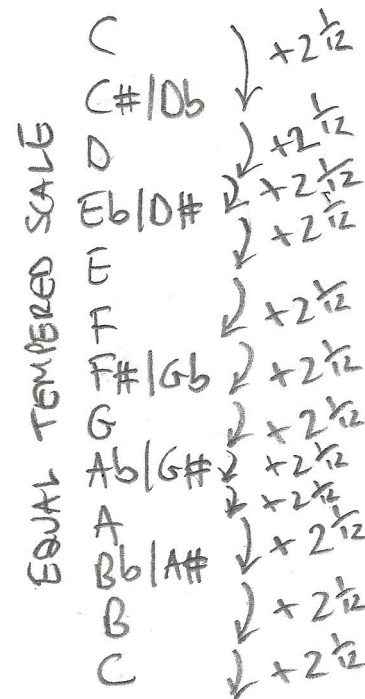 EQUAL TEMPERED SCALE
C
C#/Db
D
Eb/D#
E
F
F#/Gb
G
Ab/G#
A
Bb/A#
B
C
+2^1/12
+2^1/12
+2^1/12
+2^1/12
+2^1/12
+2^1/12
+2^1/12
+2^1/12
+2^1/12
+2^1/12
+2^1/12
+2^1/12